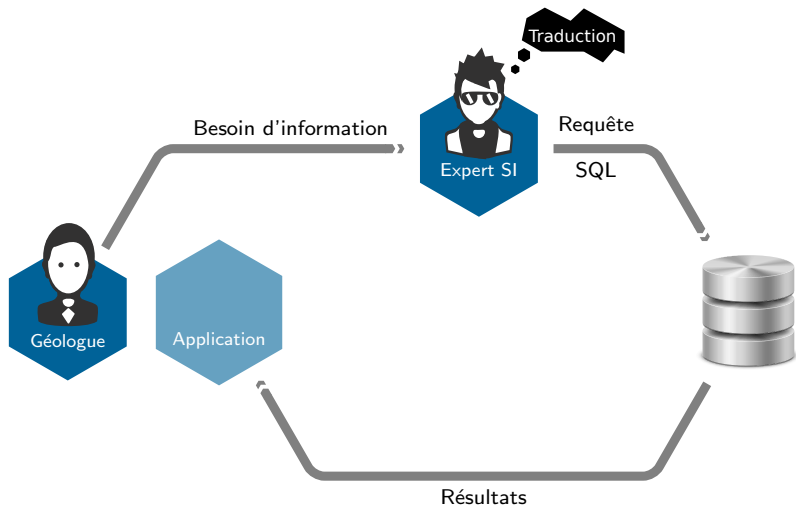 Traduction
Besoin d'information
Requête
Expert SI
SQL
Géologue
Application
Résultats